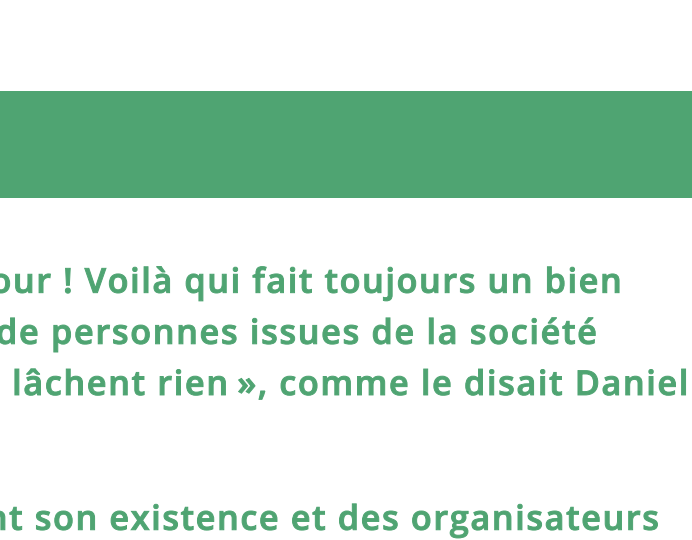 our ! Voilà qui fait toujours un bien
de personnes issues de la société
lâchent rien », comme le disait Daniel
nt son existence et des organisateurs